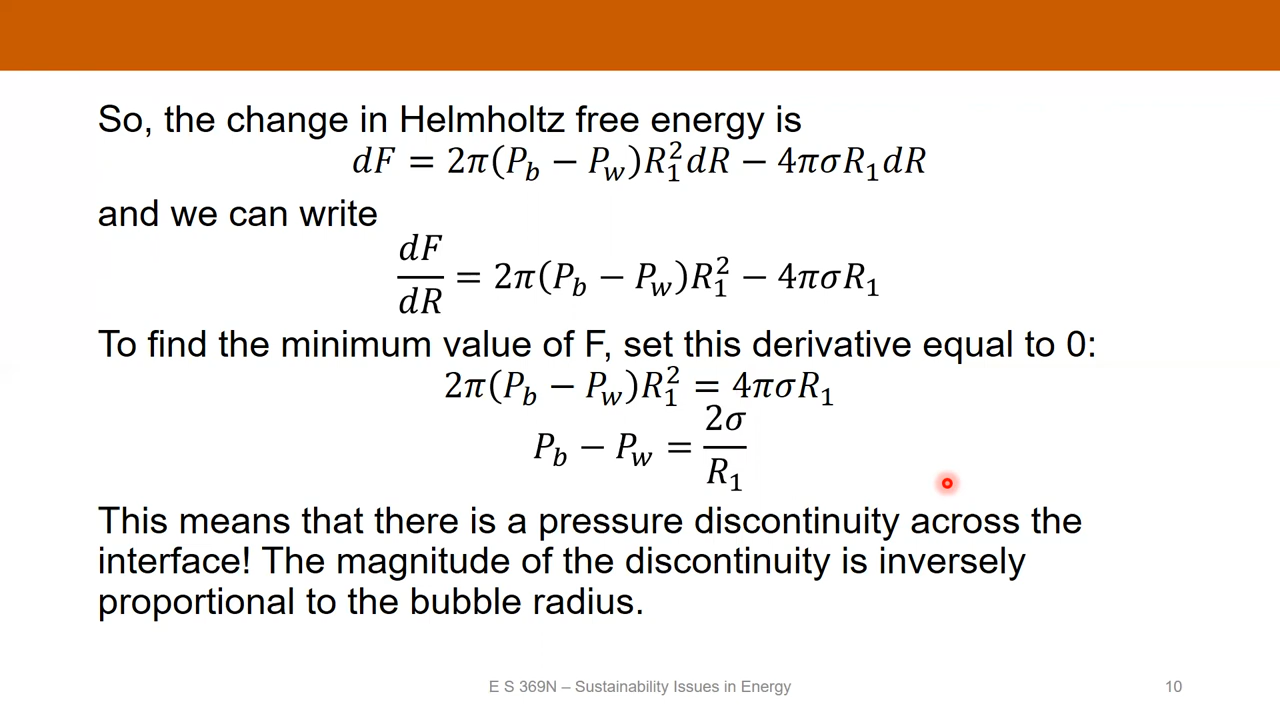 So, the change in Helmholtz free energy is
𝑑𝐹 = 2𝜋(𝑃_𝑏 − 𝑃_𝑤)𝑅_1^2 𝑑𝑅 − 4𝜋𝜎𝑅_1 𝑑𝑅
and we can write
𝑑𝐹/𝑑𝑅 = 2𝜋(𝑃_𝑏 − 𝑃_𝑤)𝑅_1^2 − 4𝜋𝜎𝑅_1
To find the minimum value of F, set this derivative equal to 0:
2𝜋(𝑃_𝑏 − 𝑃_𝑤)𝑅_1^2 = 4𝜋𝜎𝑅_1
𝑃_𝑏 − 𝑃_𝑤 = 2𝜎/𝑅_1
This means that there is a pressure discontinuity across the
interface! The magnitude of the discontinuity is inversely
proportional to the bubble radius.
E S 369N – Sustainability Issues in Energy
10